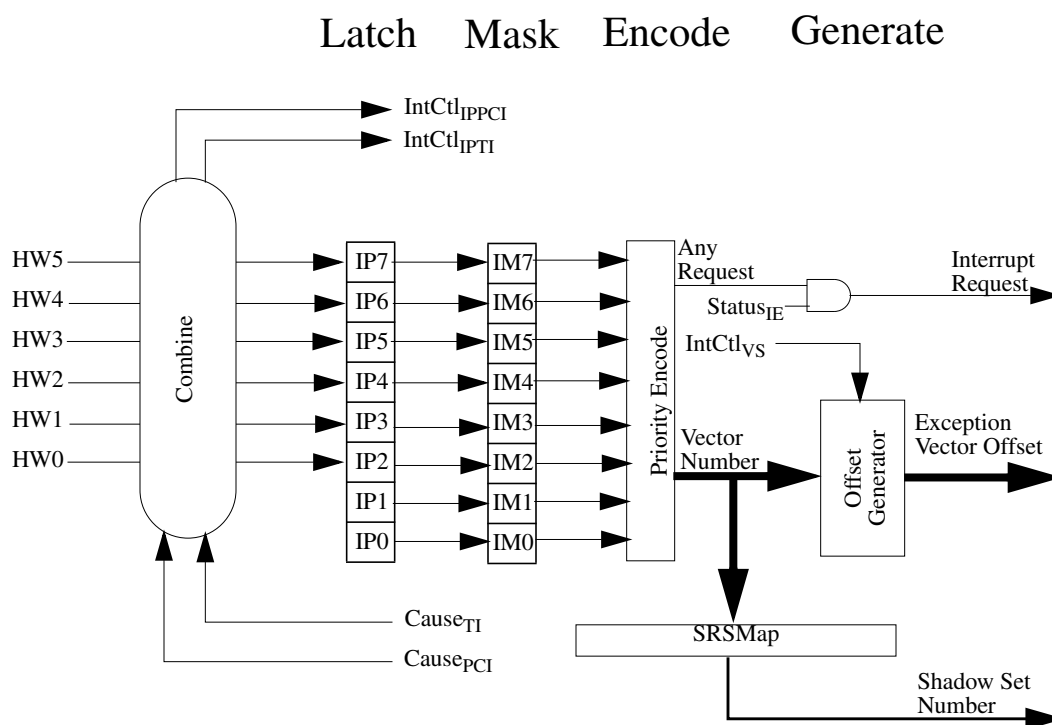 Latch Mask Encode Generate
IntCtlIPPCI
IntCtlIPTI
HW5
HW4
HW3
HW2
HW1
HW0
Combine
IP7
IP6
IP5
IP4
IP3
IP2
IP1
IP0
IM7
IM6
IM5
IM4
IM3
IM2
IM1
IM0
Priority Encode
Any
Request
StatusIE
Interrupt
Request
IntCtlVS
Vector
Number
Offset
Generator
Exception
Vector Offset
CauseTI
CausePCI
SRSMap
Shadow Set
Number